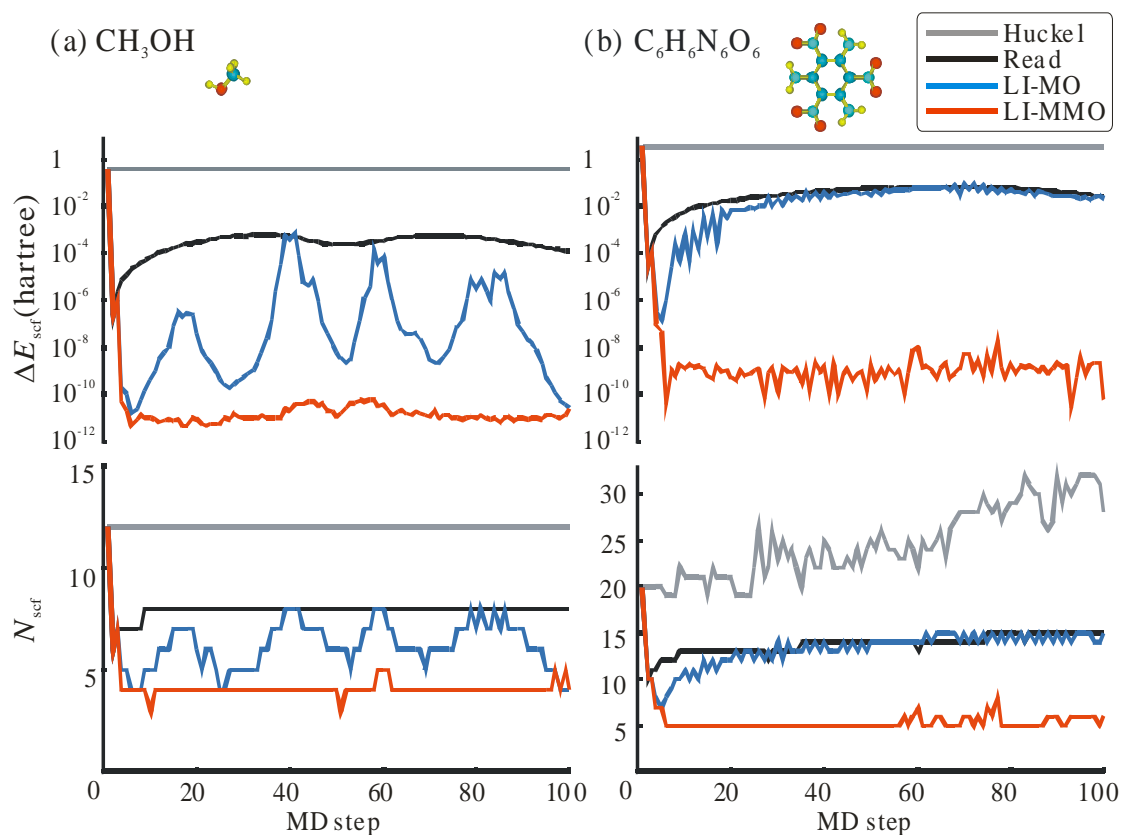 (a) CH₃OH
(b) C₆H₆N₆O₆
Huckel
Read
LI-MO
LI-MMO
ΔE_scf (hartree)
1
10⁻²
10⁻⁴
10⁻⁶
10⁻⁸
10⁻¹⁰
10⁻¹²
1
10⁻²
10⁻⁴
10⁻⁶
10⁻⁸
10⁻¹⁰
10⁻¹²
N_scf
15
10
5
30
25
20
15
10
5
0 20 40 60 80 100
0 20 40 60 80 100
MD step
MD step